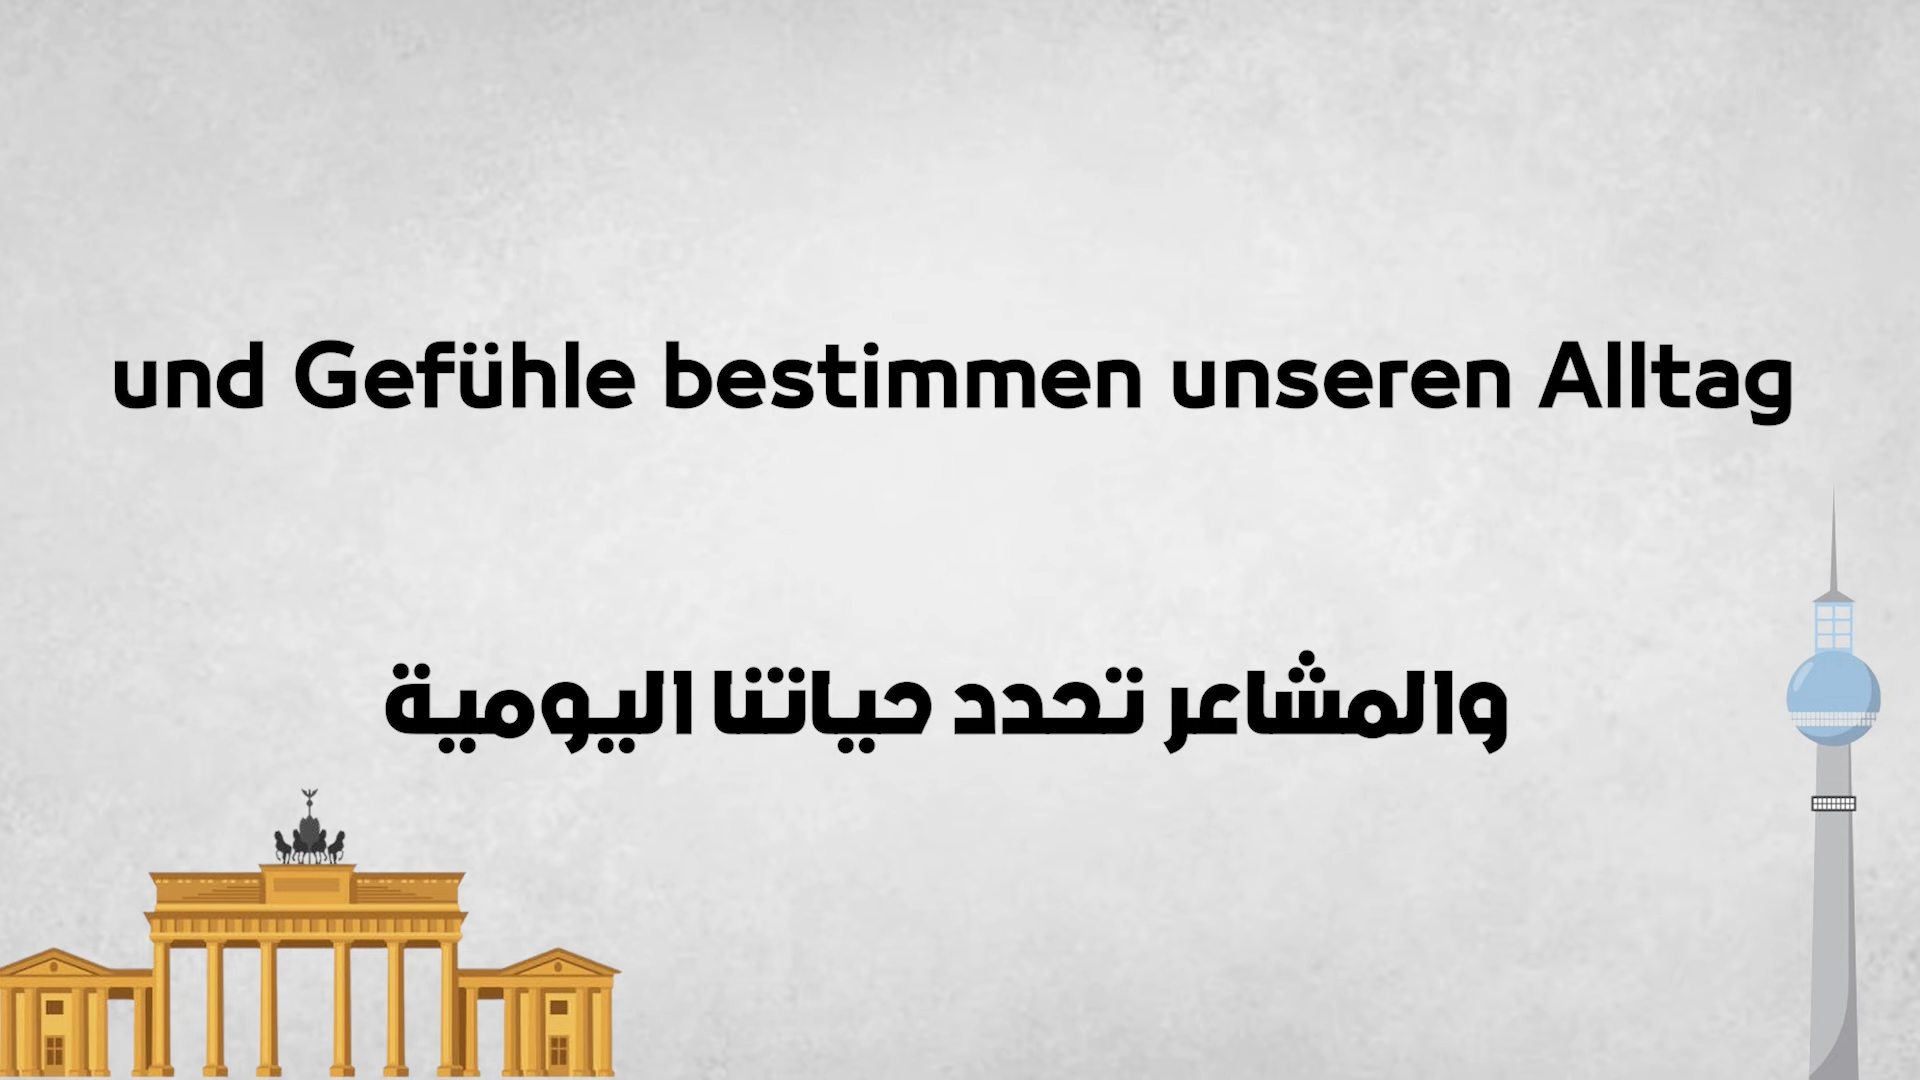 und Gefühle bestimmen unseren Alltag
والمشاعر تحدد حياتنا اليومية